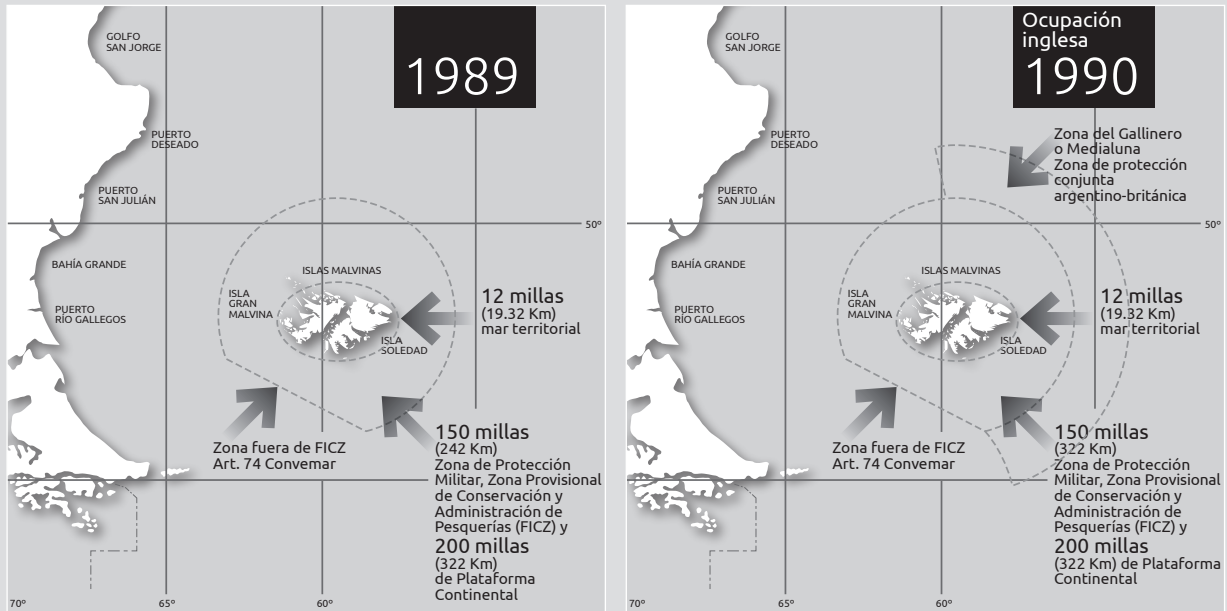 1989
GOLFO
SAN JORGE
PUERTO
DESEADO
PUERTO
SAN JULIÁN
50º
BAHÍA GRANDE
ISLAS MALVINAS
ISLA
GRAN
MALVINA
12 millas
(19.32 Km)
mar territorial
PUERTO
RÍO GALLEGOS
ISLA
SOLEDAD
Zona fuera de FICZ
Art. 74 Convemar
150 millas
(242 Km)
Zona de Protección
Militar, Zona Provisional
de Conservación y
Administración de
Pesquerías (FICZ) y
200 millas
(322 Km)
de Plataforma
Continental
70º
65º
60º
Ocupación
inglesa
1990
GOLFO
SAN JORGE
PUERTO
DESEADO
Zona del Gallinero
o Medialuna
Zona de protección
conjunta
argentino-británica
PUERTO
SAN JULIÁN
50º
BAHÍA GRANDE
ISLAS MALVINAS
ISLA
GRAN
MALVINA
12 millas
(19.32 Km)
mar territorial
PUERTO
RÍO GALLEGOS
ISLA
SOLEDAD
Zona fuera de FICZ
Art. 74 Convemar
150 millas
(322 Km)
Zona de Protección
Militar, Zona Provisional
de Conservación y
Administración de
Pesquerías (FICZ) y
200 millas
(322 Km) de Plataforma
Continental
70º
65º
60º